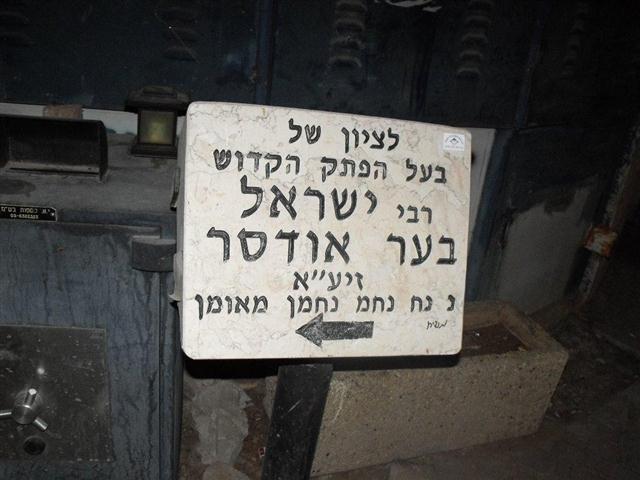 לציון של
בעל הפתק הקדוש
רבי ישראל
בער אודסר
זיע״א
נ נח נחמ נחמן מאומן